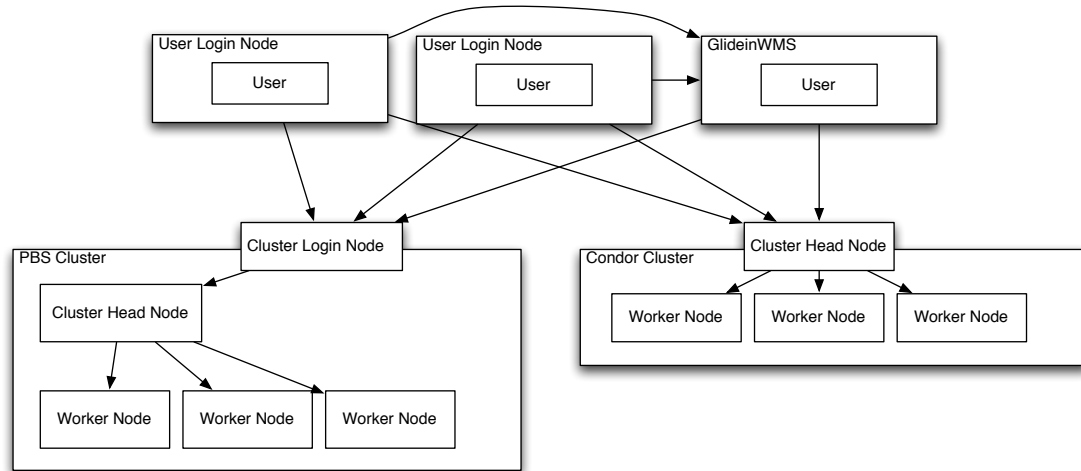 User Login Node
User Login Node
GlideinWMS
User
User
User
Cluster Login Node
Cluster Head Node
PBS Cluster
Condor Cluster
Cluster Head Node
Worker Node
Worker Node
Worker Node
Worker Node
Worker Node
Worker Node